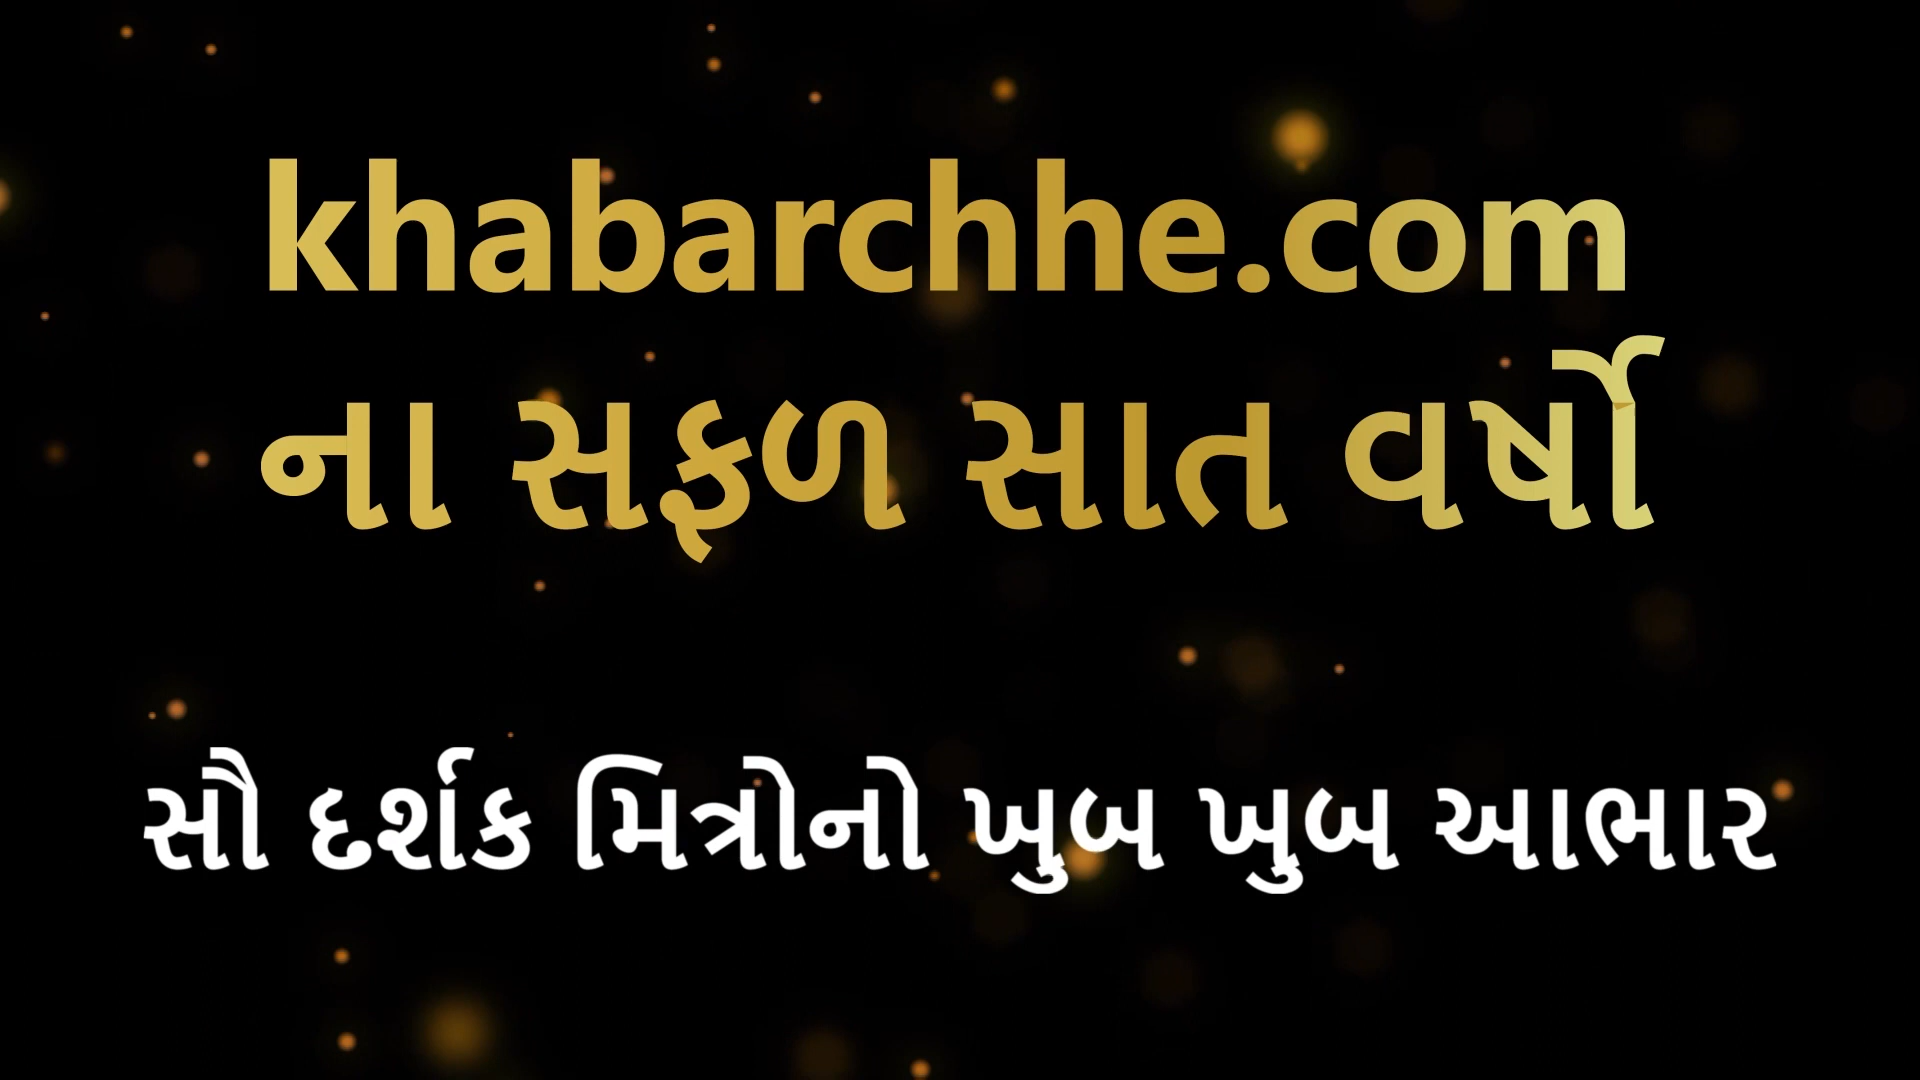 khabarchhe.com
ના સફળ સાત વર્ષો
સૌ દર્શક મિત્રોનો ખુબ ખુબ આભાર